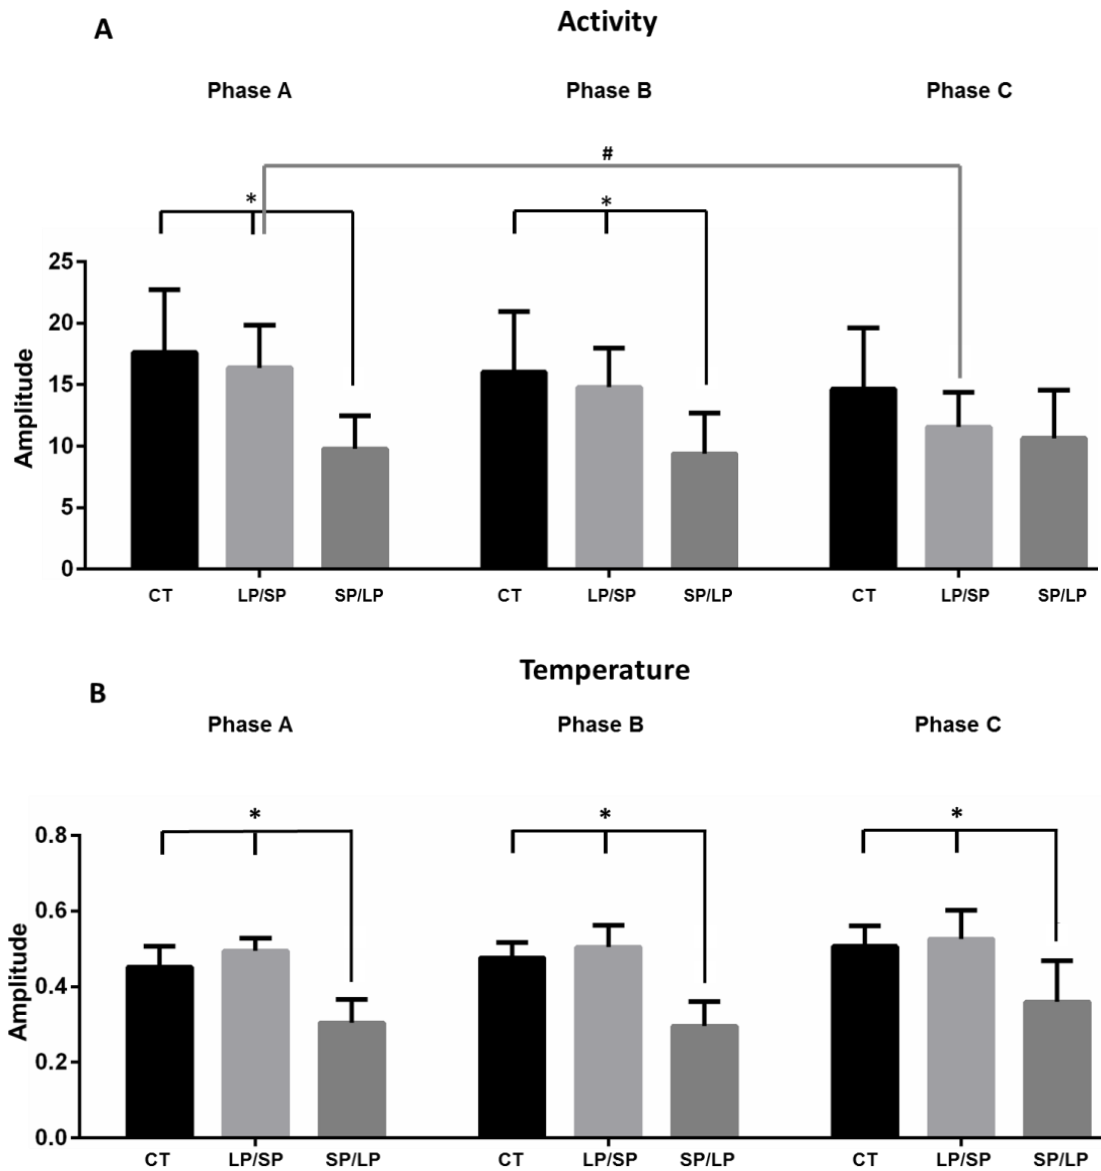 A
Activity
Phase A Phase B Phase C
#
* *
25
20
15
10
5
0
Amplitude
CT LP/SP SP/LP CT LP/SP SP/LP CT LP/SP SP/LP
Temperature
B
Phase A Phase B Phase C
* * *
0.8
0.6
0.4
0.2
0.0
Amplitude
CT LP/SP SP/LP CT LP/SP SP/LP CT LP/SP SP/LP